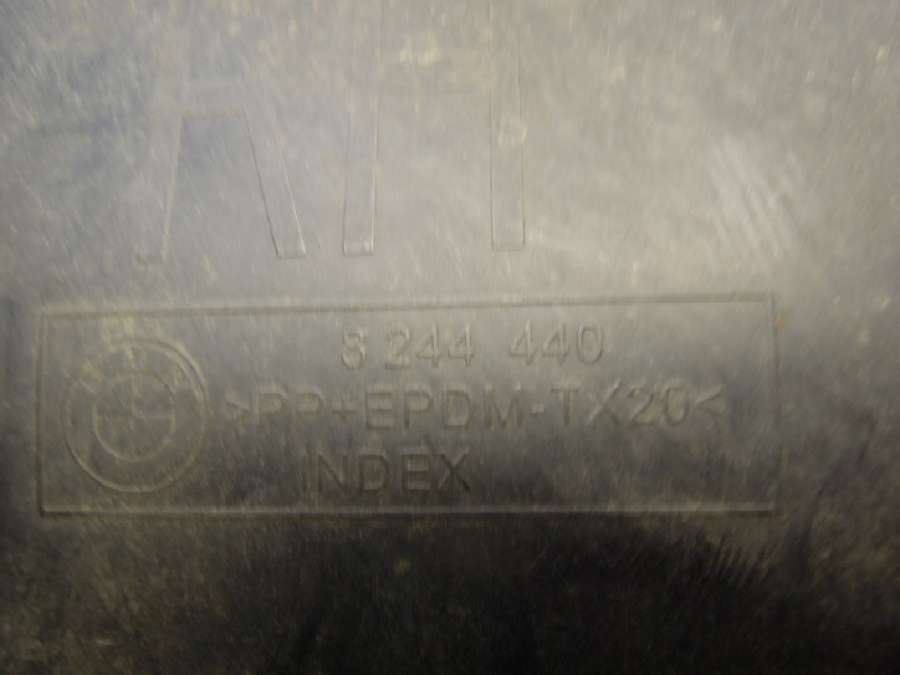 8 244 440
>PP+EPDM-TX20<
INDEX